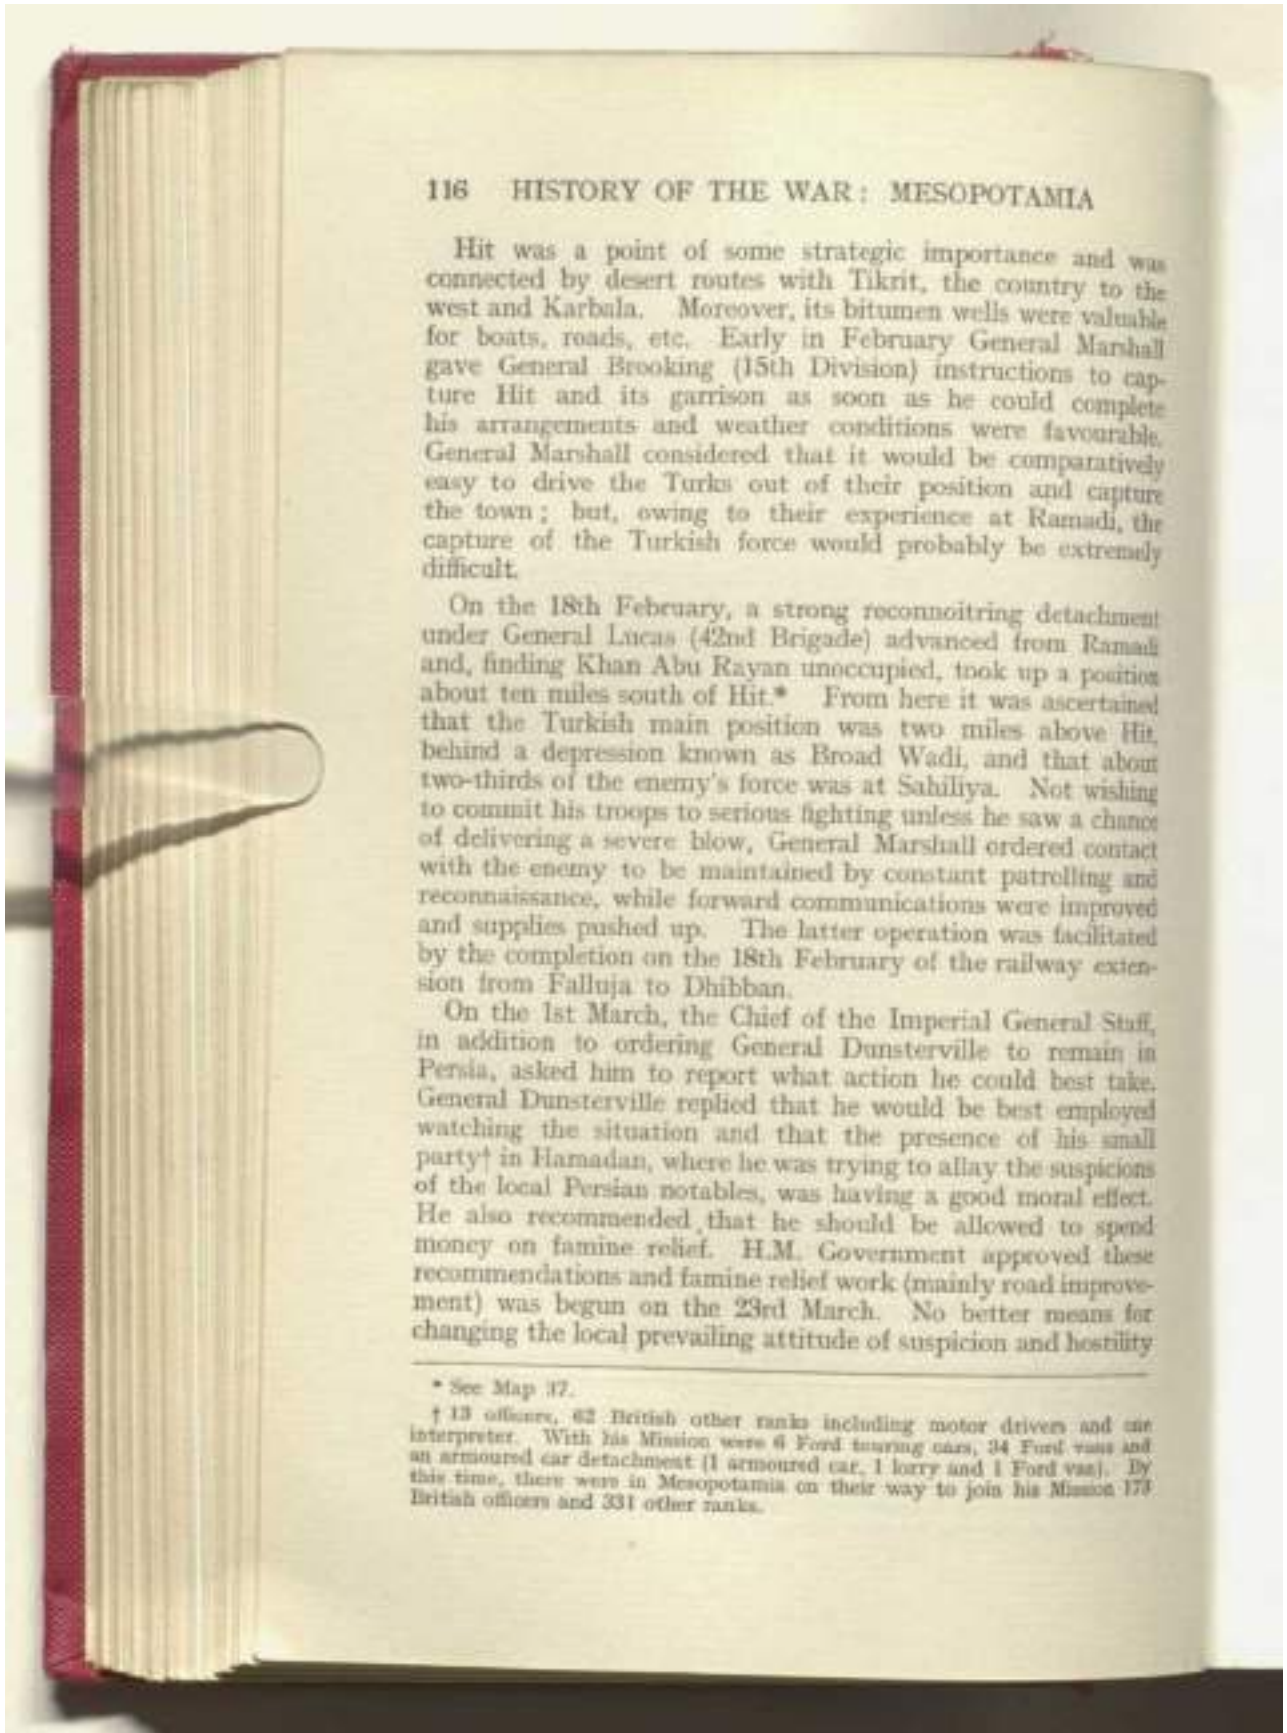 116 HISTORY OF THE WAR: MESOPOTAMIA
Hit was a point of some strategic importance and was
connected by desert routes with Tikrit, the country to the
west and Karbala. Moreover, its bitumen wells were valuable
for boats, roads, etc. Early in February General Marshall
gave General Brooking (15th Division) instructions to cap-
ture Hit and its garrison as soon as he could complete
his arrangements and weather conditions were favourable.
General Marshall considered that it would be comparatively
easy to drive the Turks out of their position and capture
the town; but, owing to their experience at Ramadi, the
capture of the Turkish force would probably be extremely
difficult.
On the 18th February, a strong reconnoitring detachment
under General Lucas (42nd Brigade) advanced from Ramadi
and, finding Khan Abu Rayan unoccupied, took up a position
about ten miles south of Hit.* From here it was ascertained
that the Turkish main position was two miles above Hit,
behind a depression known as Broad Wadi, and that about
two-thirds of the enemy's force was at Sahiliya. Not wishing
to commit his troops to serious fighting unless he saw a chance
of delivering a severe blow, General Marshall ordered contact
with the enemy to be maintained by constant patrolling and
reconnaissance, while forward communications were improved
and supplies pushed up. The latter operation was facilitated
by the completion on the 18th February of the railway exten-
sion from Falluja to Dhibban.
On the 1st March, the Chief of the Imperial General Staff,
in addition to ordering General Dunsterville to remain in
Persia, asked him to report what action he could best take.
General Dunsterville replied that he would be best employed
watching the situation and that the presence of his small
party† in Hamadan, where he was trying to allay the suspicions
of the local Persian notables, was having a good moral effect.
He also recommended that he should be allowed to spend
money on famine relief. H.M. Government approved these
recommendations and famine relief work (mainly road improve-
ment) was begun on the 23rd March. No better means for
changing the local prevailing attitude of suspicion and hostility
* See Map 37.
† 13 officers, 62 British other ranks including motor drivers and one
interpreter. With his Mission were 6 Ford touring cars, 34 Ford vans and
an armoured car detachment (1 armoured car, 1 lorry and 1 Ford van). By
this time, there were in Mesopotamia on their way to join his Mission 173
British officers and 331 other ranks.